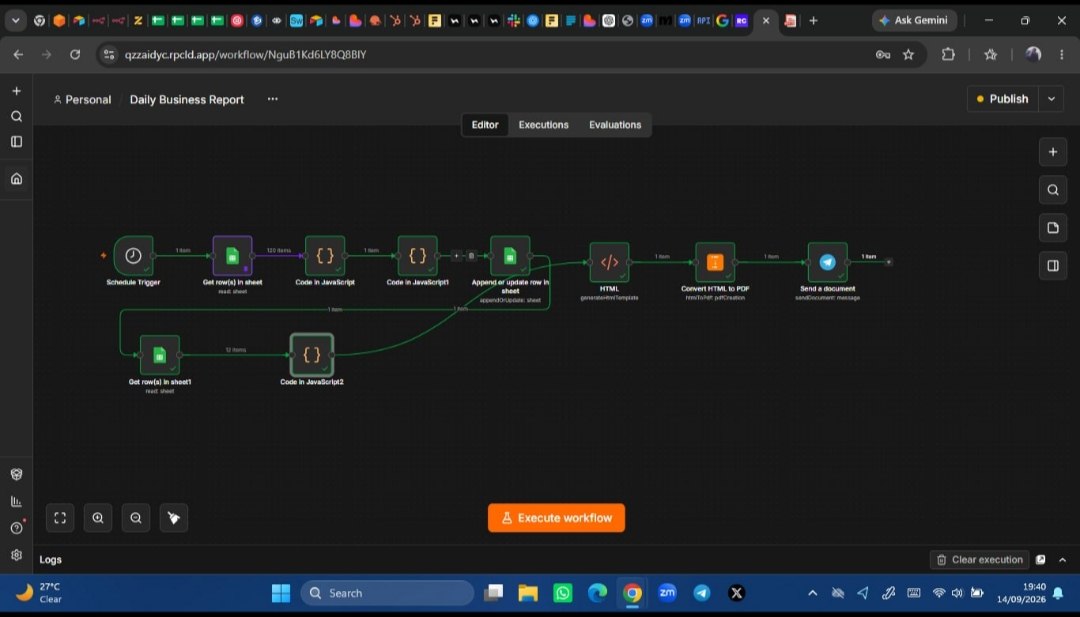 Ask Gemini
qzzaidyc.rpcld.app/workflow/NguB1Kd6LY8Q8BIY
Personal
Daily Business Report
...
Publish
Editor
Executions
Evaluations
1 item
120 items
1 item
Schedule Trigger
Get row(s) in sheet
read: sheet
Code in JavaScript
Code in JavaScript1
Append or update row in
sheet
appendOrUpdate: sheet
HTML
generateHtmlTemplate
1 item
Convert HTML to PDF
htmlToPdf: pdfCreation
1 item
Send a document
sendDocument: message
1 item
1 item
1 item
12 items
Get row(s) in sheet1
read: sheet
Code in JavaScript2
Execute workflow
Logs
Clear execution
27°C
Clear
Search
zm
19:40
14/09/2026